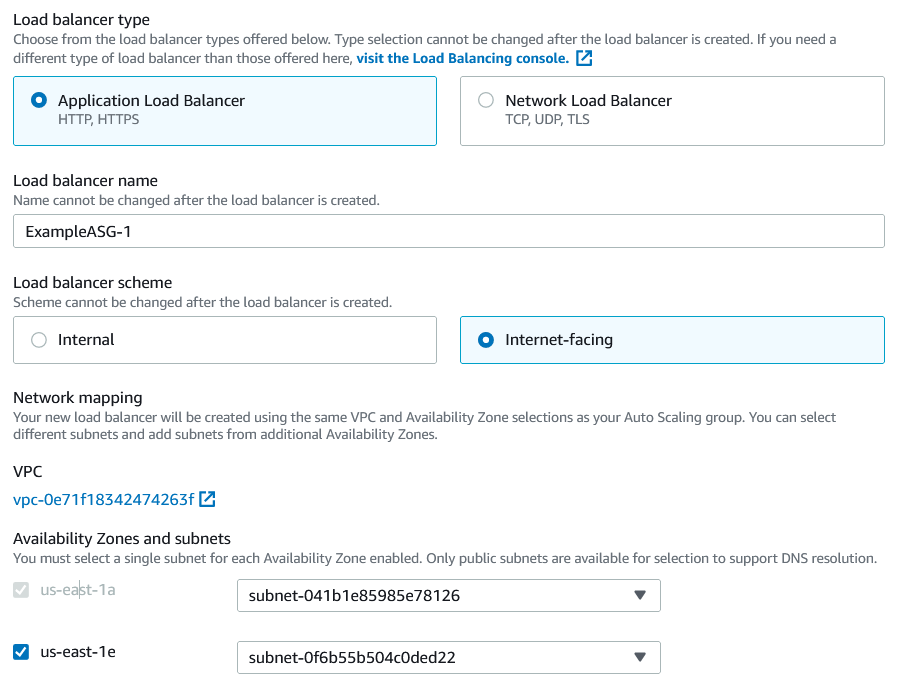 Load balancer type
Choose from the load balancer types offered below. Type selection cannot be changed after the load balancer is created. If you need a
different type of load balancer than those offered here, visit the Load Balancing console.
Application Load Balancer
HTTP, HTTPS
Network Load Balancer
TCP, UDP, TLS
Load balancer name
Name cannot be changed after the load balancer is created.
ExampleASG-1
Load balancer scheme
Scheme cannot be changed after the load balancer is created.
Internal
Internet-facing
Network mapping
Your new load balancer will be created using the same VPC and Availability Zone selections as your Auto Scaling group. You can select
different subnets and add subnets from additional Availability Zones.
VPC
vpc-0e71f18342474263f
Availability Zones and subnets
You must select a single subnet for each Availability Zone enabled. Only public subnets are available for selection to support DNS resolution.
us-east-1a
subnet-041b1e85985e78126
us-east-1e
subnet-0f6b55b504c0ded22